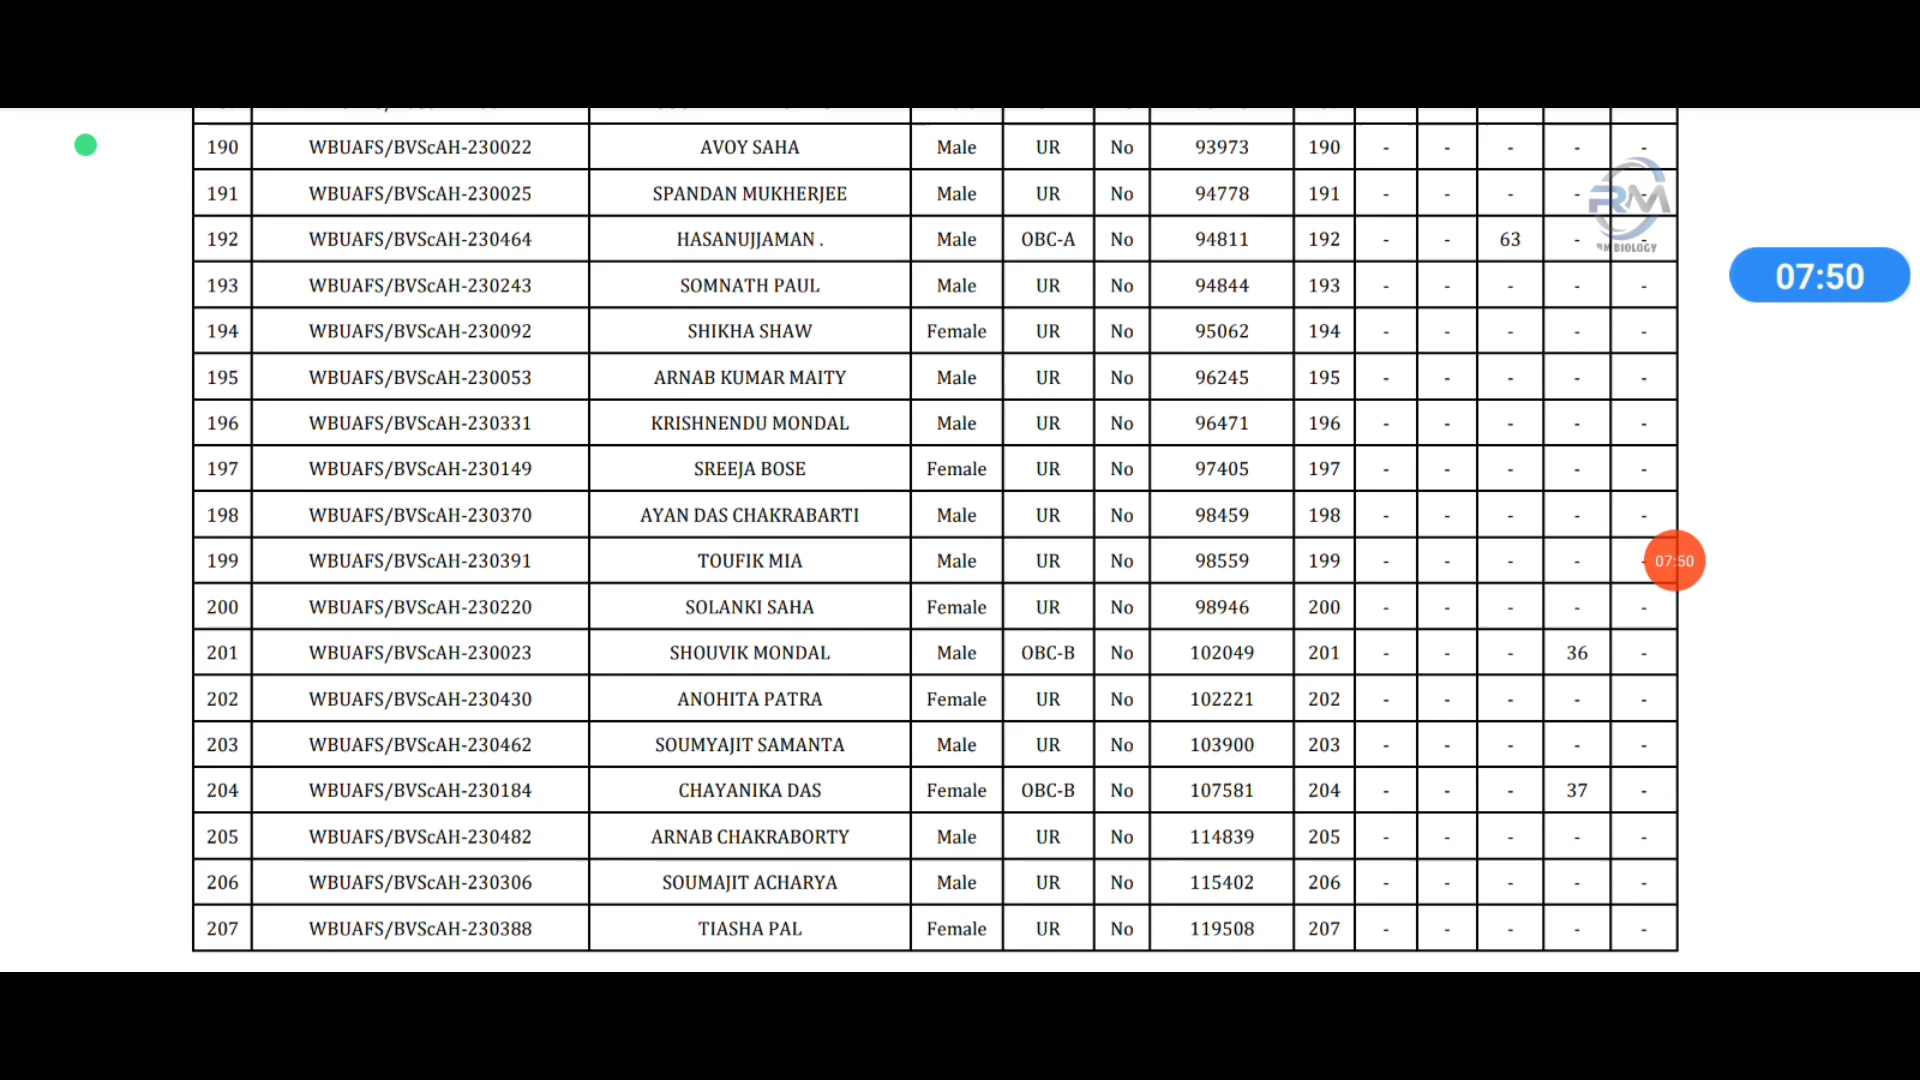 190 WBUAFS/BVScAH-230022 AVOY SAHA Male UR No 93973 190 - - - - -
191 WBUAFS/BVScAH-230025 SPANDAN MUKHERJEE Male UR No 94778 191 - - - - -
192 WBUAFS/BVScAH-230464 HASANUJJAMAN . Male OBC-A No 94811 192 - - 63 - -
193 WBUAFS/BVScAH-230243 SOMNATH PAUL Male UR No 94844 193 - - - - -
194 WBUAFS/BVScAH-230092 SHIKHA SHAW Female UR No 95062 194 - - - - -
195 WBUAFS/BVScAH-230053 ARNAB KUMAR MAITY Male UR No 96245 195 - - - - -
196 WBUAFS/BVScAH-230331 KRISHNENDU MONDAL Male UR No 96471 196 - - - - -
197 WBUAFS/BVScAH-230149 SREEJA BOSE Female UR No 97405 197 - - - - -
198 WBUAFS/BVScAH-230370 AYAN DAS CHAKRABARTI Male UR No 98459 198 - - - - -
199 WBUAFS/BVScAH-230391 TOUFIK MIA Male UR No 98559 199 - - - - -
200 WBUAFS/BVScAH-230220 SOLANKI SAHA Female UR No 98946 200 - - - - -
201 WBUAFS/BVScAH-230023 SHOUVIK MONDAL Male OBC-B No 102049 201 - - - 36 -
202 WBUAFS/BVScAH-230430 ANOHITA PATRA Female UR No 102221 202 - - - - -
203 WBUAFS/BVScAH-230462 SOUMYAJIT SAMANTA Male UR No 103900 203 - - - - -
204 WBUAFS/BVScAH-230184 CHAYANIKA DAS Female OBC-B No 107581 204 - - - 37 -
205 WBUAFS/BVScAH-230482 ARNAB CHAKRABORTY Male UR No 114839 205 - - - - -
206 WBUAFS/BVScAH-230306 SOUMAJIT ACHARYA Male UR No 115402 206 - - - - -
207 WBUAFS/BVScAH-230388 TIASHA PAL Female UR No 119508 207 - - - - -
RM
RM BIOLOGY
07:50
07:50